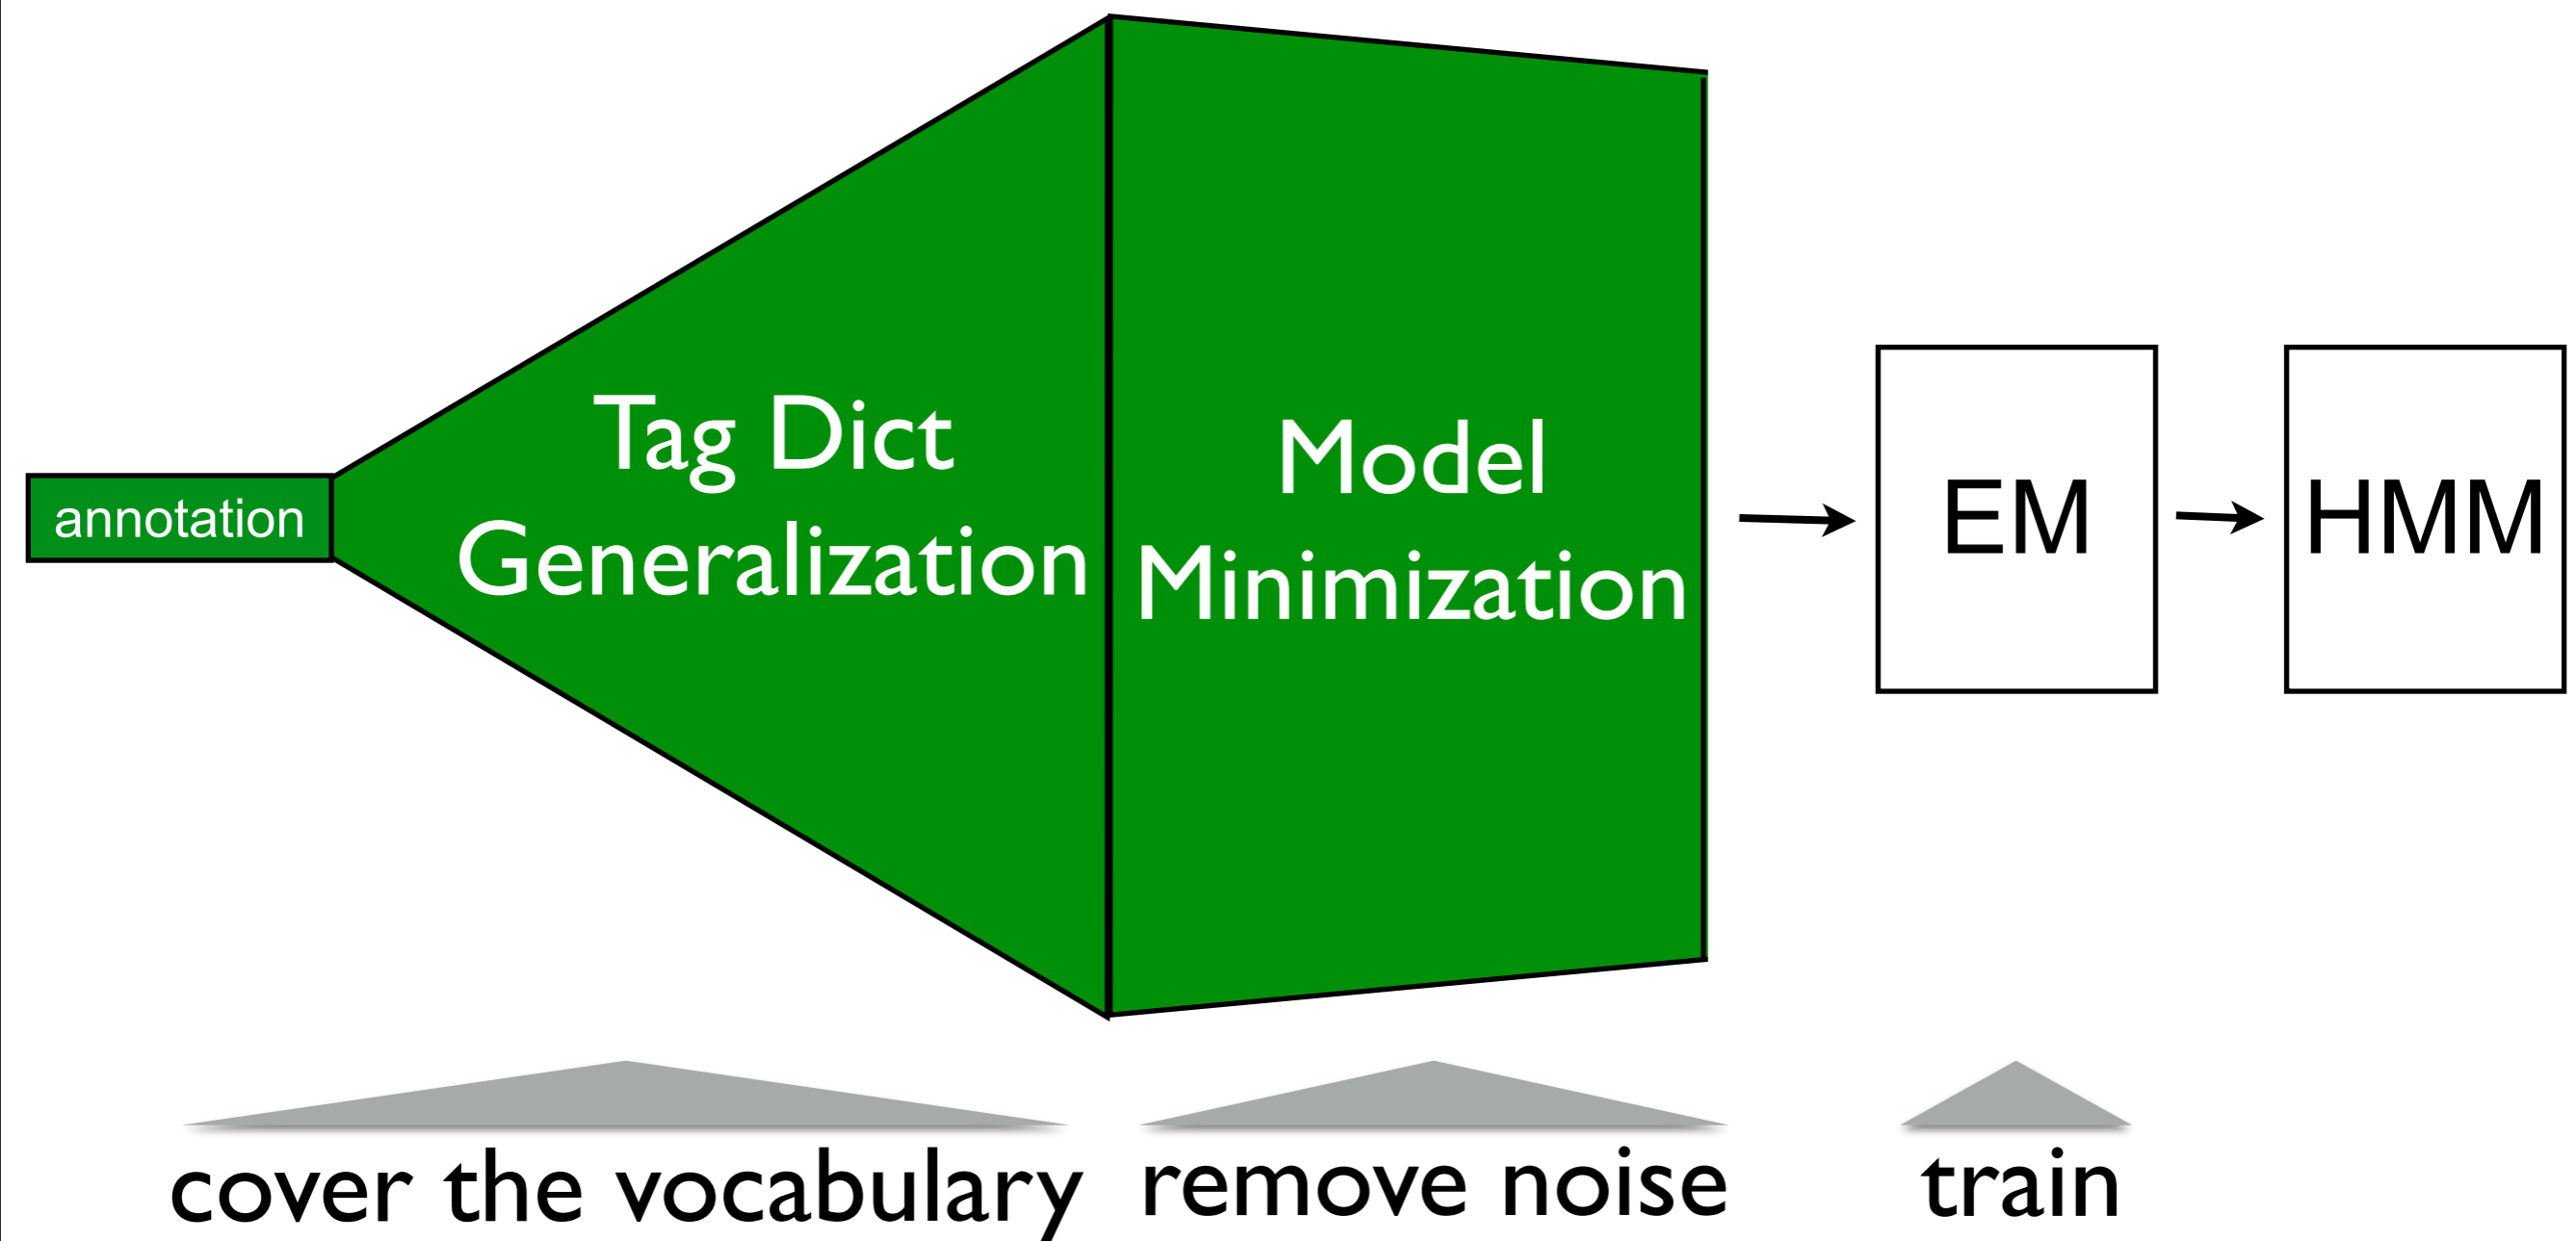 annotation
Tag Dict
Generalization
Model
Minimization
EM
HMM
cover the vocabulary
remove noise
train